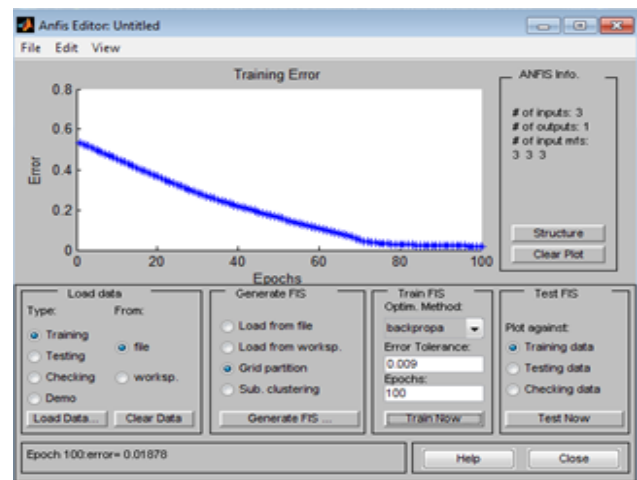 Anfis Editor: Untitled
File Edit View
Training Error
ANFIS Info.
# of inputs: 3
# of outputs: 1
# of input mfs:
3 3 3
Structure
Clear Plot
Error
0.8
0.6
0.4
0.2
0
0 20 40 60 80 100
Epochs
Load data
Type: From:
Training
Testing
Checking
Demo
file
worksp.
Load Data... Clear Data
Generate FIS
Load from file
Load from worksp.
Grid partition
Sub. clustering
Generate FIS ...
Train FIS
Optim. Method:
backpropa
Error Tolerance:
0.009
Epochs:
100
Train Now
Test FIS
Plot against:
Training data
Testing data
Checking data
Test Now
Epoch 100:error= 0.01878
Help Close